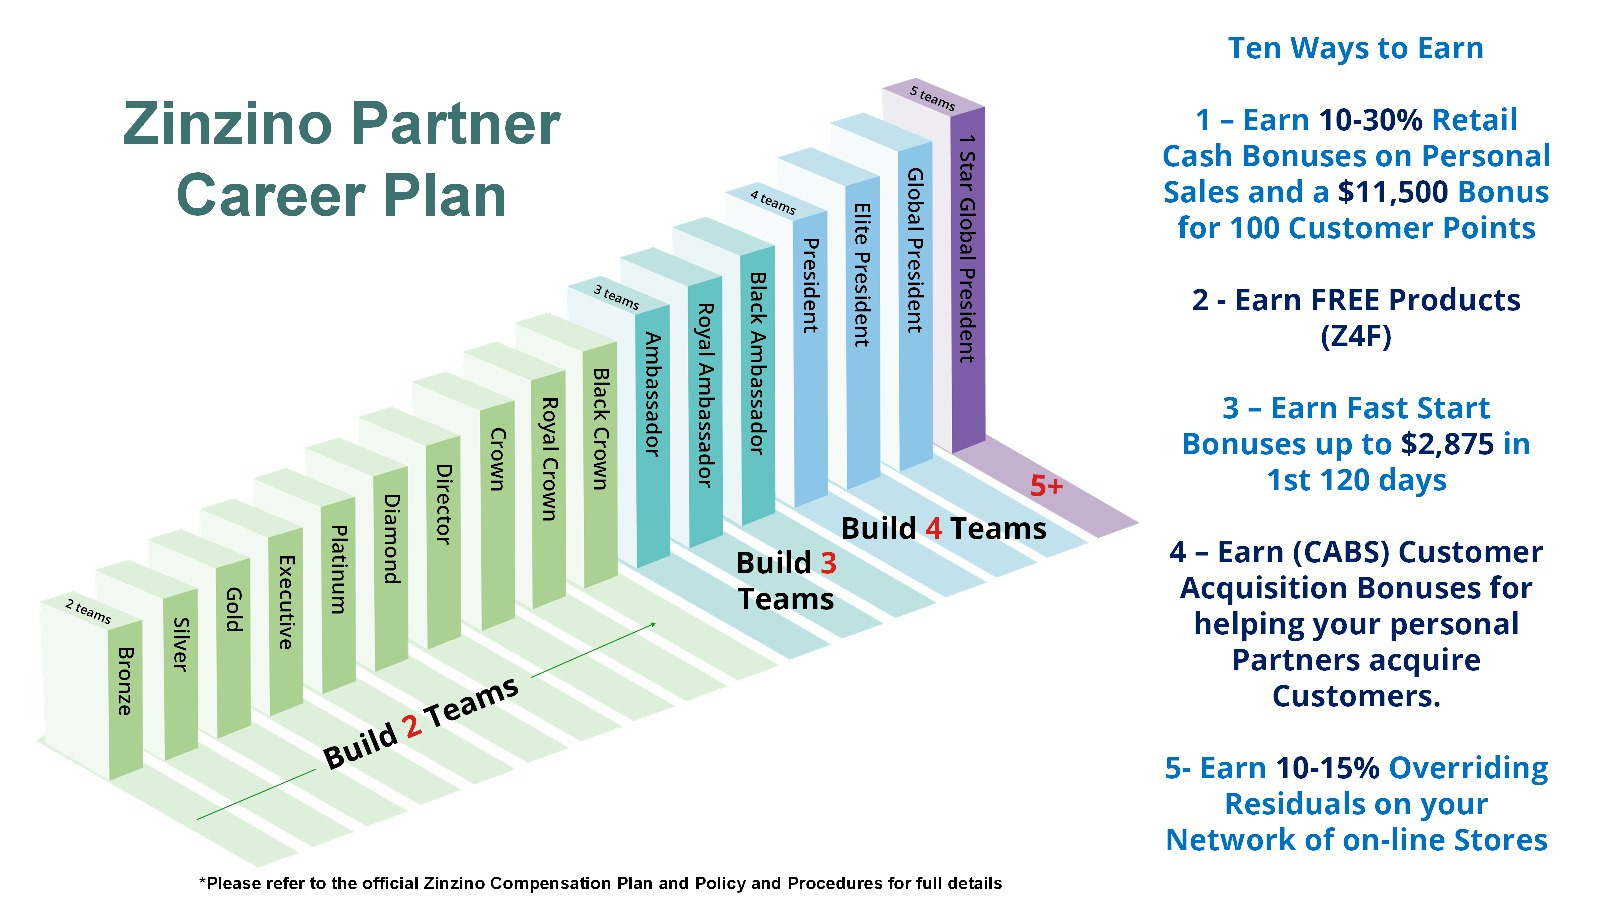 Zinzino Partner
Career Plan
2 teams
Bronze
Silver
Gold
Executive
Platinum
Diamond
Director
Crown
Royal Crown
Black Crown
3 teams
Ambassador
Royal Ambassador
Black Ambassador
4 teams
President
Elite President
Global President
5 teams
1 Star Global President
Build 2 Teams
Build 3
Teams
Build 4 Teams
5+
*Please refer to the official Zinzino Compensation Plan and Policy and Procedures for full details
Ten Ways to Earn
1 – Earn 10-30% Retail
Cash Bonuses on Personal
Sales and a $11,500 Bonus
for 100 Customer Points
2 - Earn FREE Products
(Z4F)
3 – Earn Fast Start
Bonuses up to $2,875 in
1st 120 days
4 – Earn (CABS) Customer
Acquisition Bonuses for
helping your personal
Partners acquire
Customers.
5- Earn 10-15% Overriding
Residuals on your
Network of on-line Stores